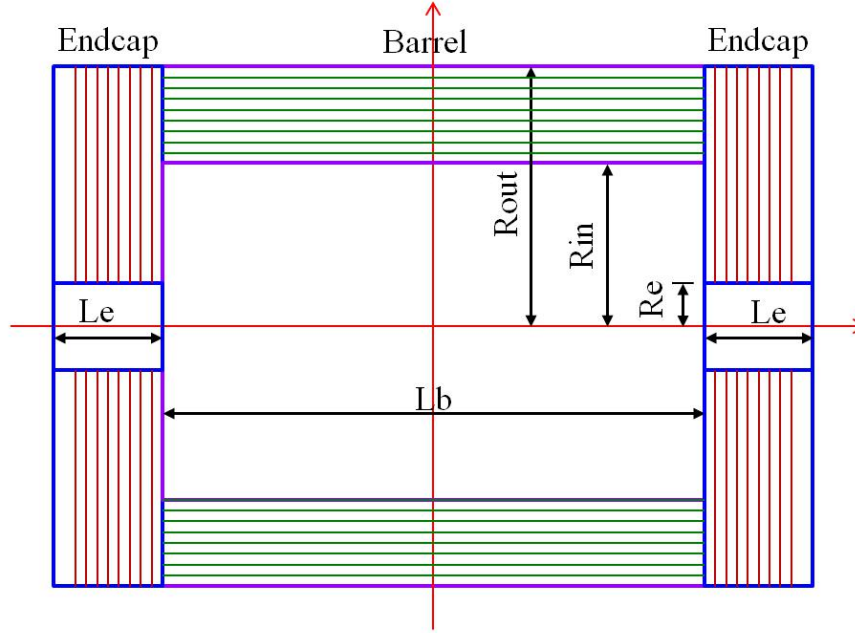 Endcap
Barrel
Endcap
Rout
Rin
Re
Le
Le
Lb